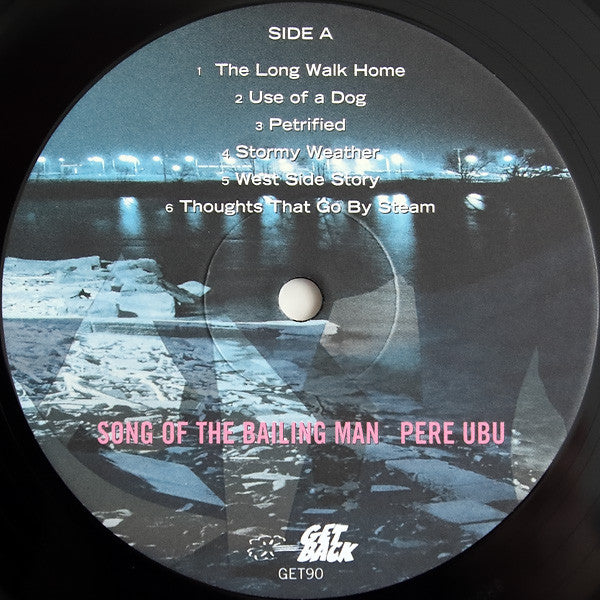 SIDE A
1 The Long Walk Home
2 Use of a Dog
3 Petrified
4 Stormy Weather
5 West Side Story
6 Thoughts That Go By Steam
SONG OF THE BAILING MAN PERE UBU
GET
BACK
GET90